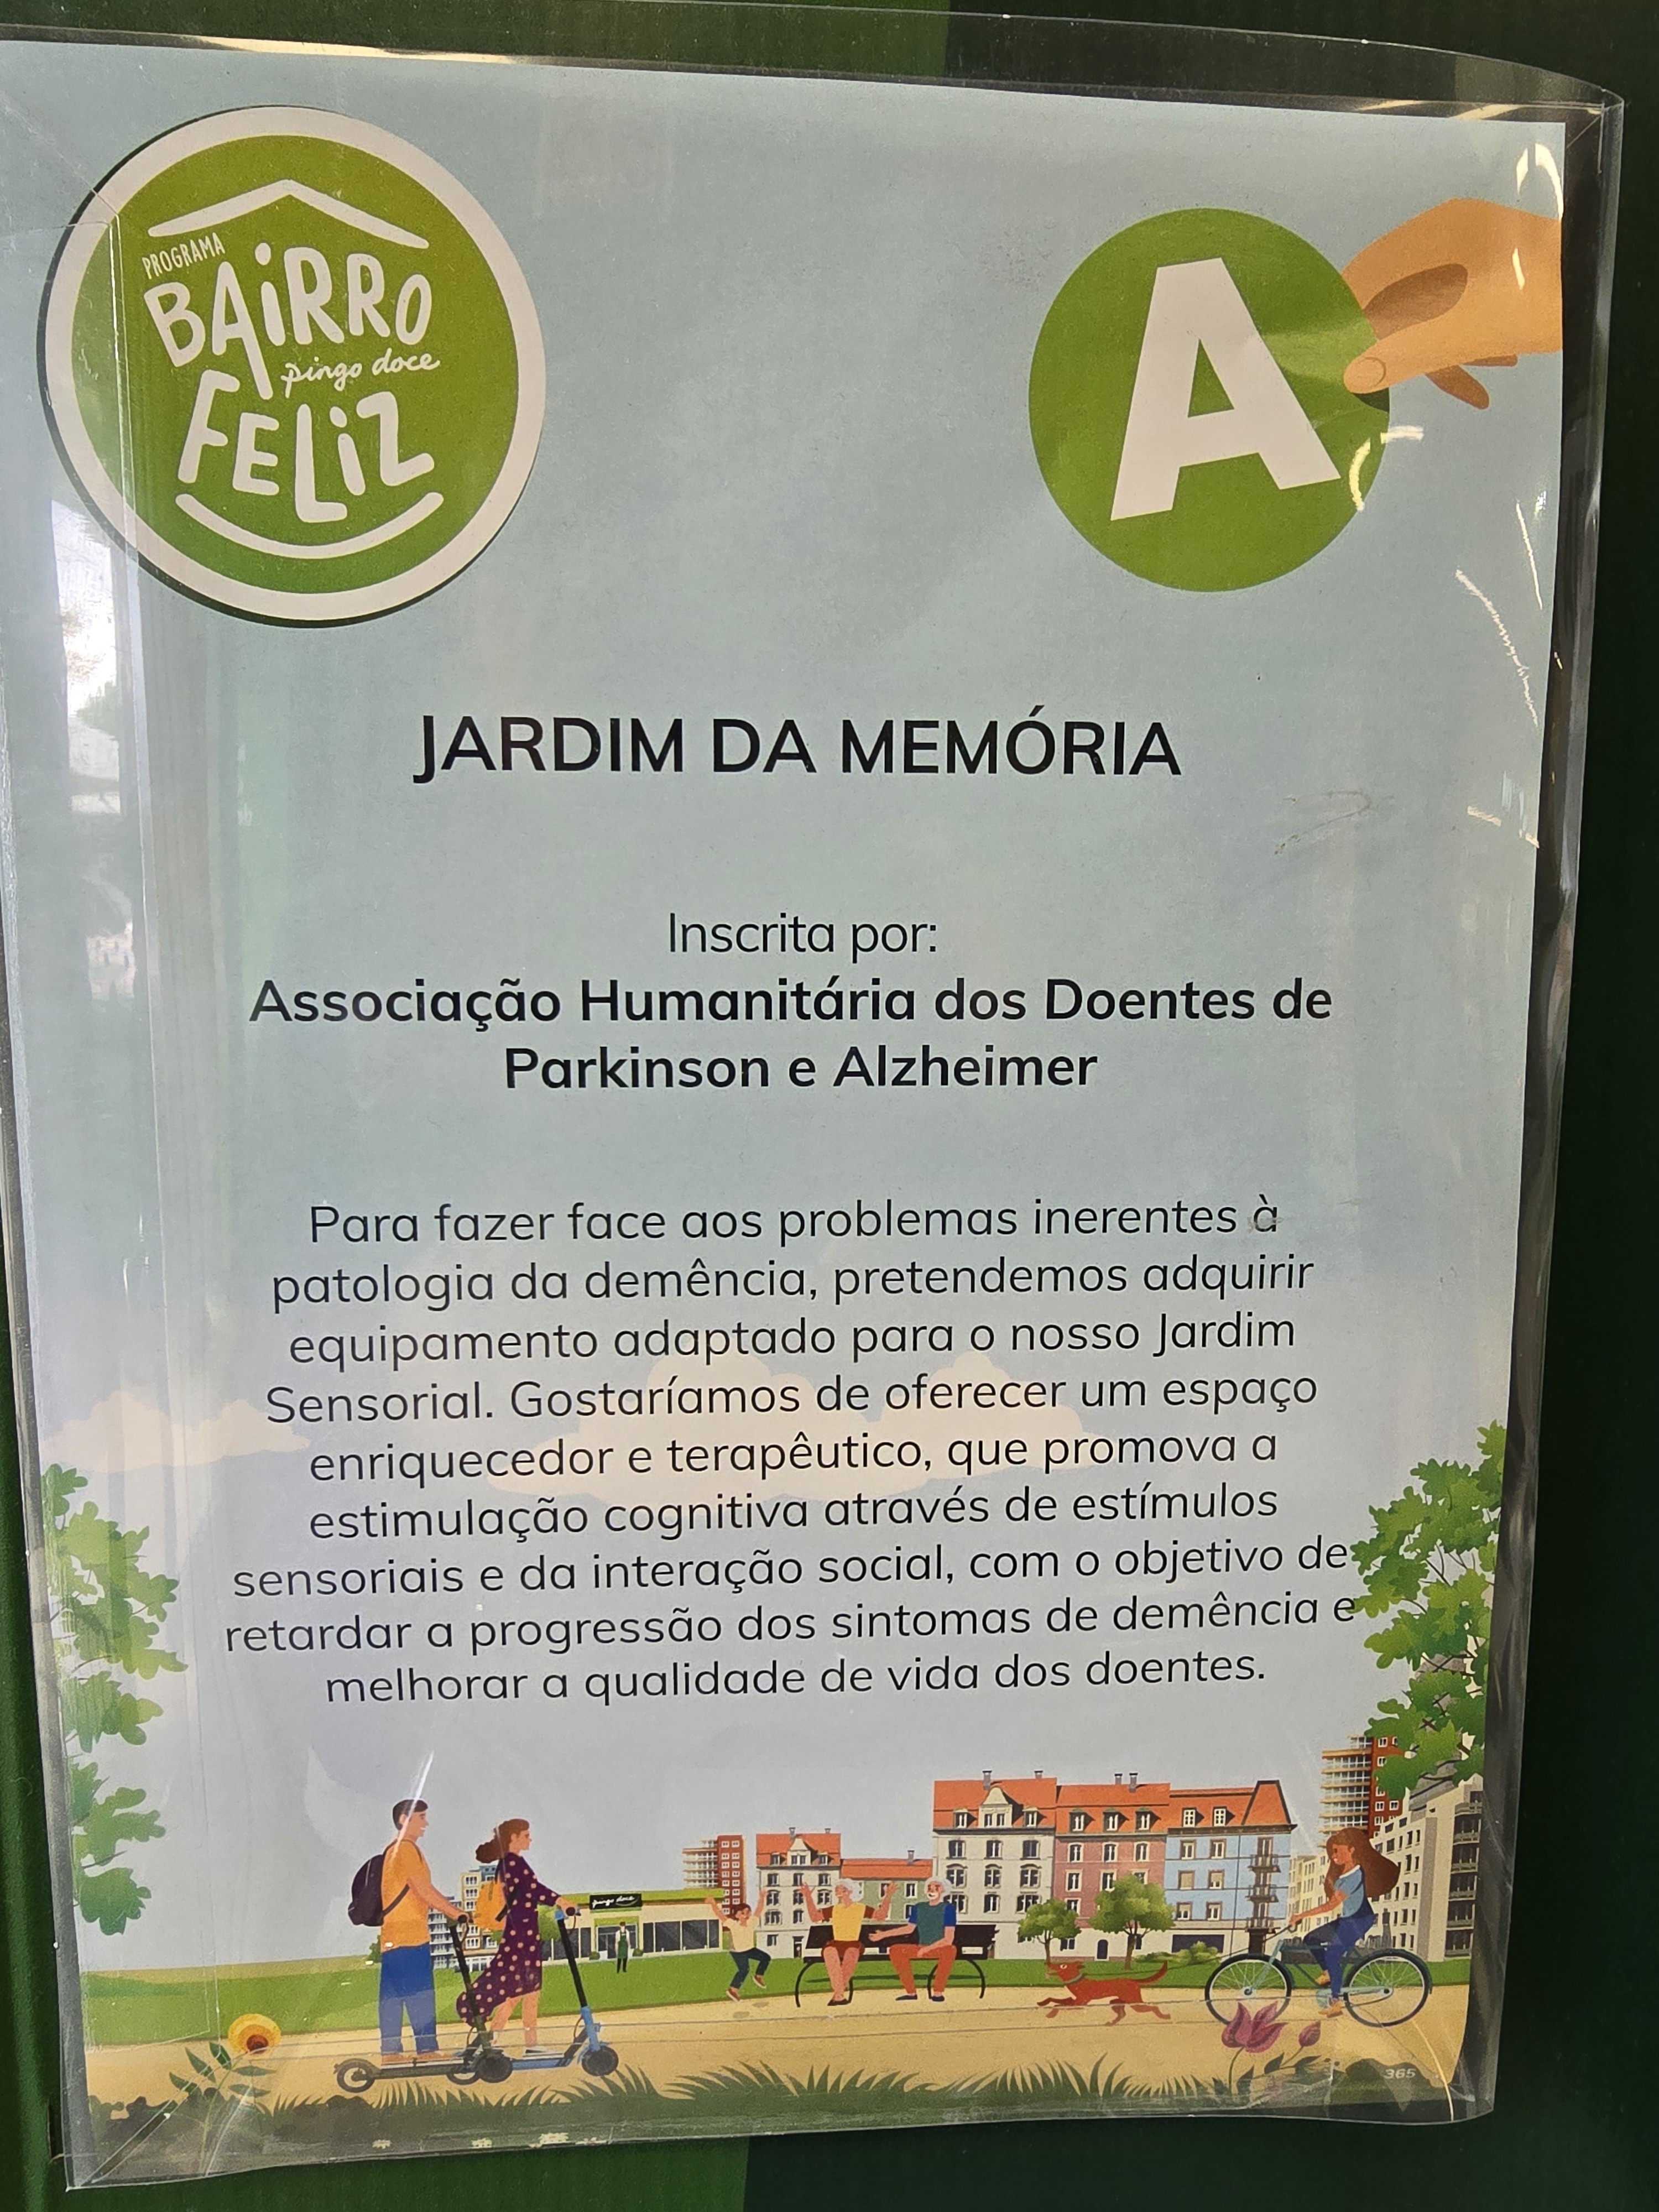 PROGRAMA
BAiRRO
pingo doce
FELiZ
A
JARDIM DA MEMÓRIA
Inscrita por:
Associação Humanitária dos Doentes de
Parkinson e Alzheimer
Para fazer face aos problemas inerentes à
patologia da demência, pretendemos adquirir
equipamento adaptado para o nosso Jardim
Sensorial. Gostaríamos de oferecer um espaço
enriquecedor e terapêutico, que promova a
estimulação cognitiva através de estímulos
sensoriais e da interação social, com o objetivo de
retardar a progressão dos sintomas de demência e
melhorar a qualidade de vida dos doentes.
pingo doce
365